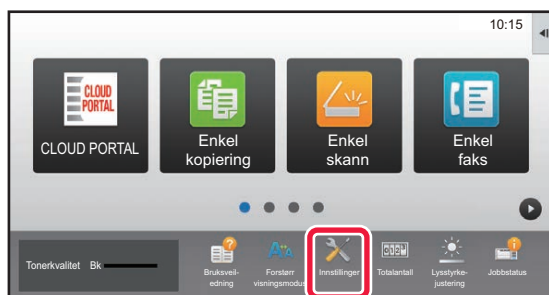 10:15
CLOUD
PORTAL
CLOUD PORTAL
Enkel
kopiering
Enkel
skann
Enkel
faks
Tonerkvalitet Bk
Bruksveil-
edning
Forstørr
visningsmodus
Innstillinger
Totalantall
Lysstyrke-
justering
Jobbstatus